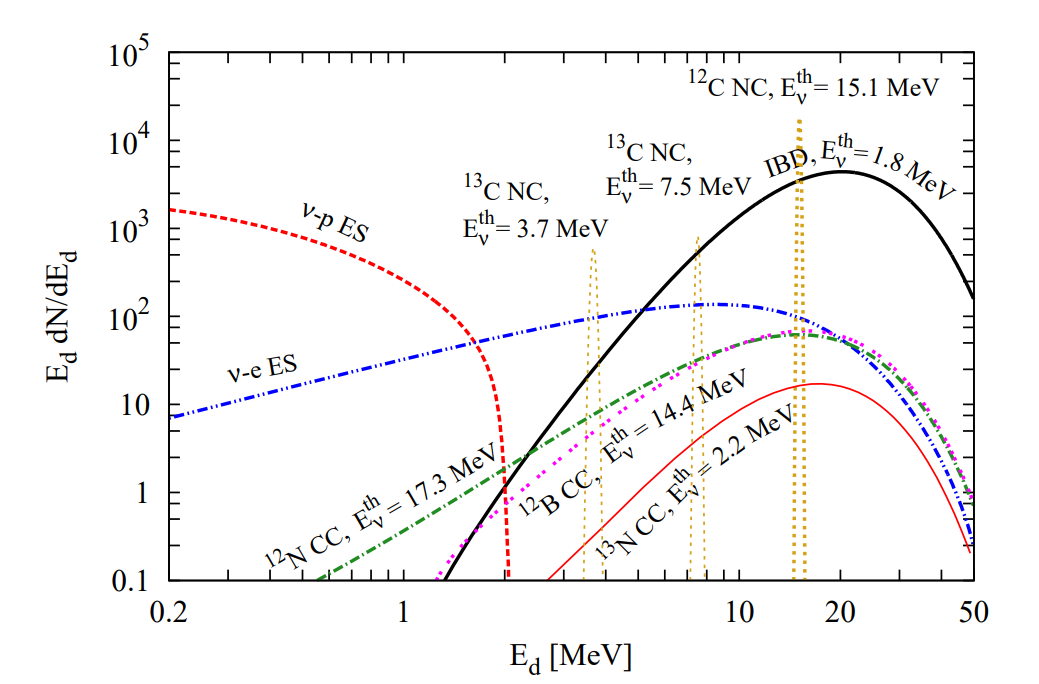 10⁵
10⁴
10³
10²
10
1
0.1
E_d dN/dE_d
¹²C NC, E_ν^th = 15.1 MeV
¹³C NC,
E_ν^th = 7.5 MeV
IBD, E_ν^th = 1.8 MeV
¹³C NC,
E_ν^th = 3.7 MeV
ν-p ES
ν-e ES
¹²N CC, E_ν^th = 17.3 MeV
¹²B CC, E_ν^th = 14.4 MeV
¹³N CC, E_ν^th = 2.2 MeV
0.2 1 10 20 50
E_d [MeV]